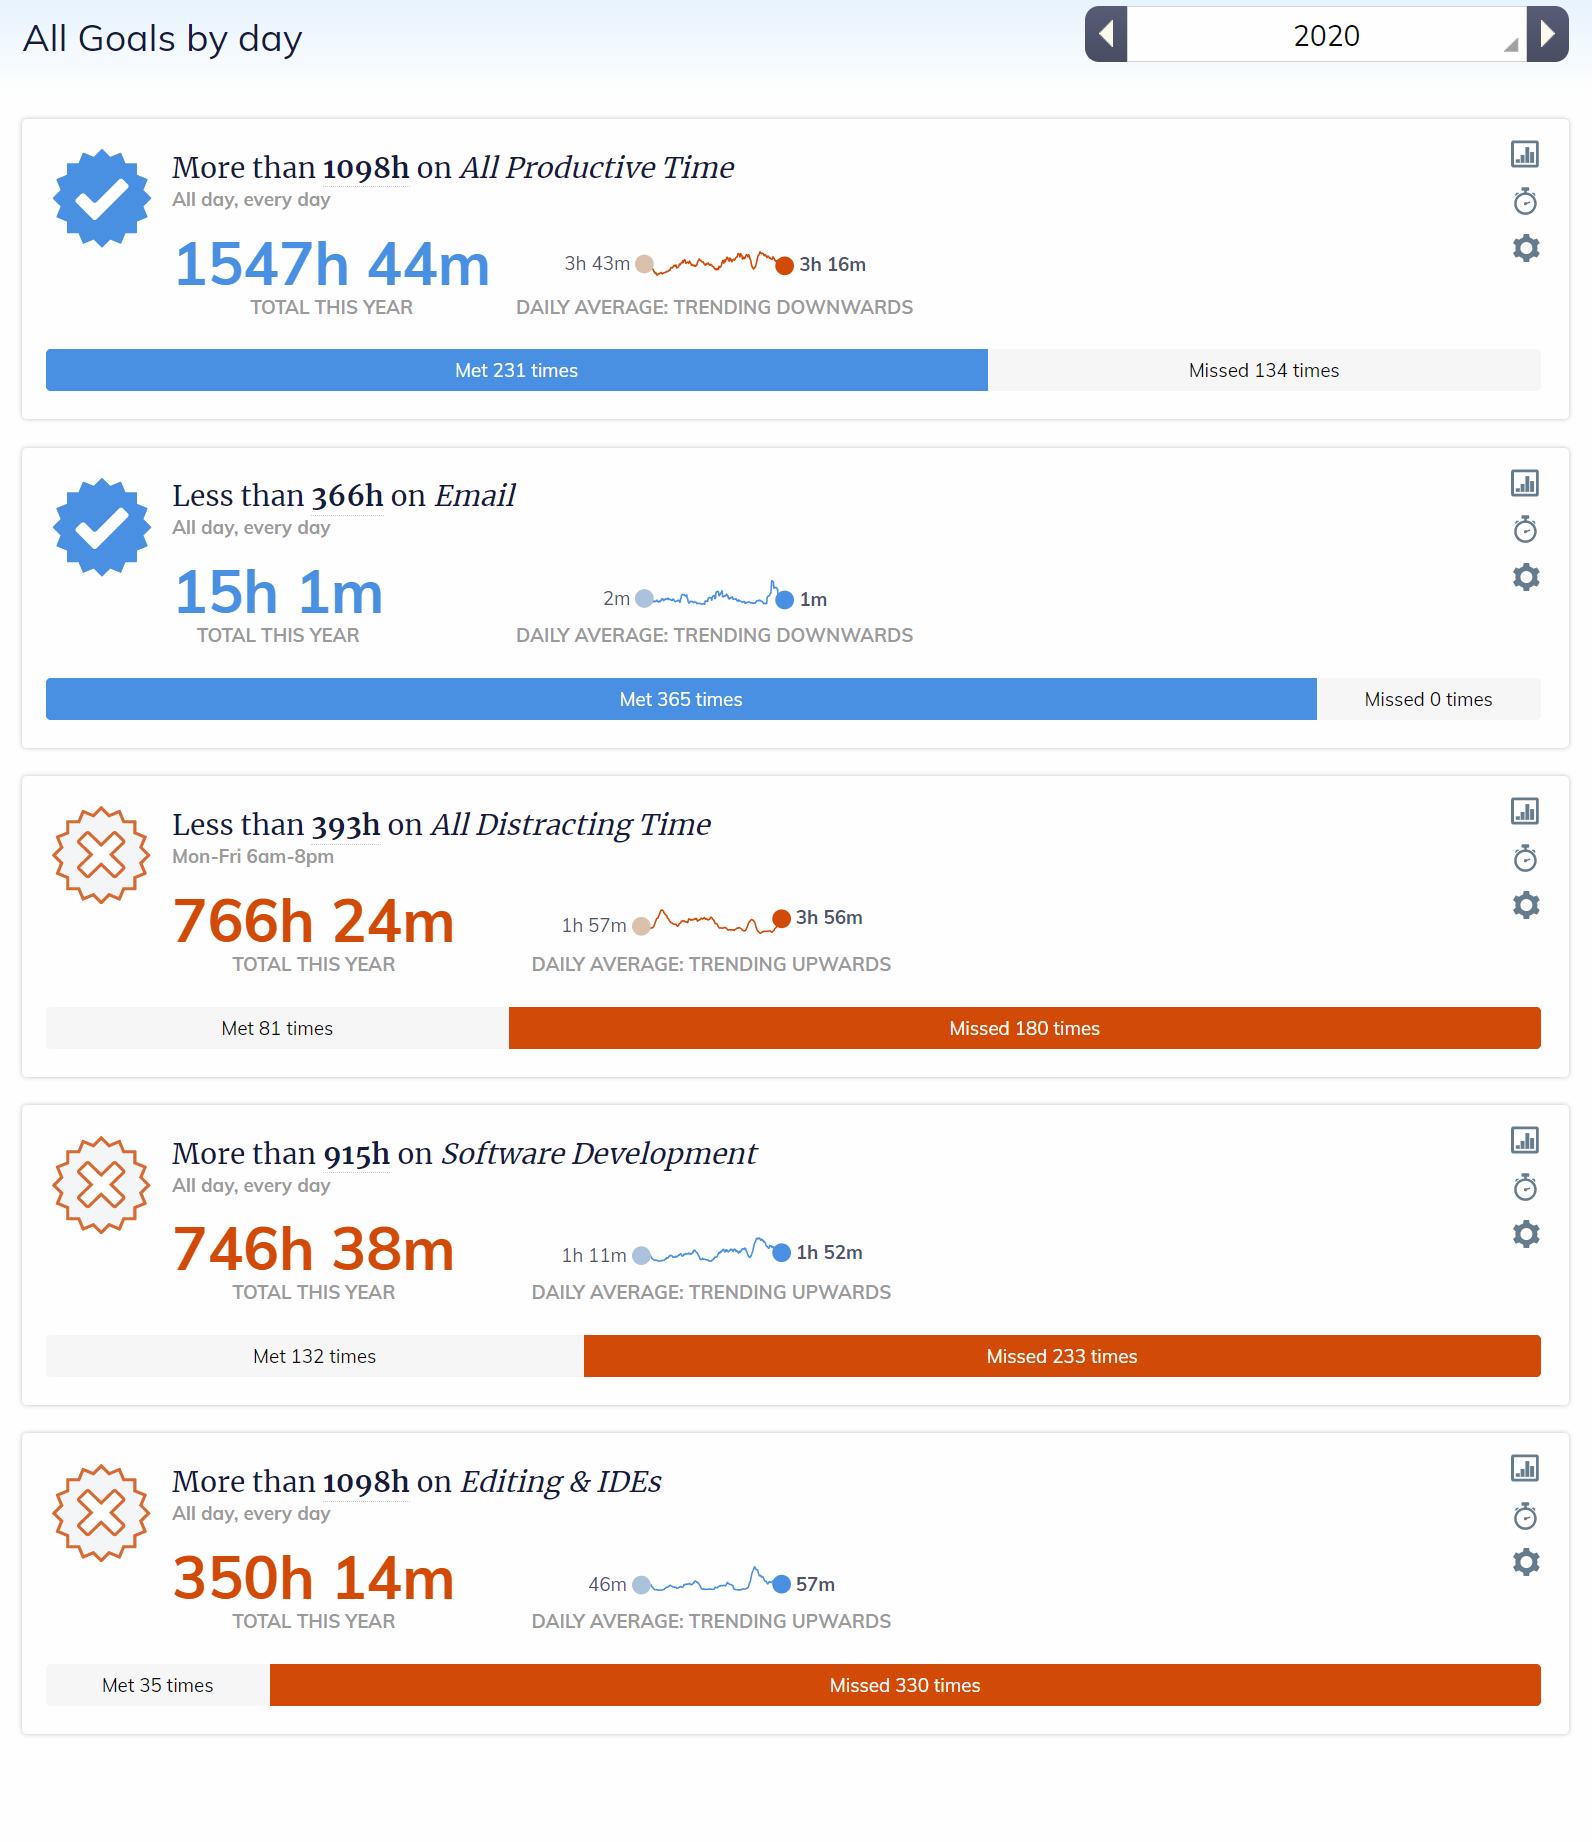 All Goals by day
2020
More than 1098h on All Productive Time
All day, every day
1547h 44m
TOTAL THIS YEAR
3h 43m
3h 16m
DAILY AVERAGE: TRENDING DOWNWARDS
Met 231 times
Missed 134 times
Less than 366h on Email
All day, every day
15h 1m
TOTAL THIS YEAR
2m
1m
DAILY AVERAGE: TRENDING DOWNWARDS
Met 365 times
Missed 0 times
Less than 393h on All Distracting Time
Mon-Fri 6am-8pm
766h 24m
TOTAL THIS YEAR
1h 57m
3h 56m
DAILY AVERAGE: TRENDING UPWARDS
Met 81 times
Missed 180 times
More than 915h on Software Development
All day, every day
746h 38m
TOTAL THIS YEAR
1h 11m
1h 52m
DAILY AVERAGE: TRENDING UPWARDS
Met 132 times
Missed 233 times
More than 1098h on Editing & IDEs
All day, every day
350h 14m
TOTAL THIS YEAR
46m
57m
DAILY AVERAGE: TRENDING UPWARDS
Met 35 times
Missed 330 times